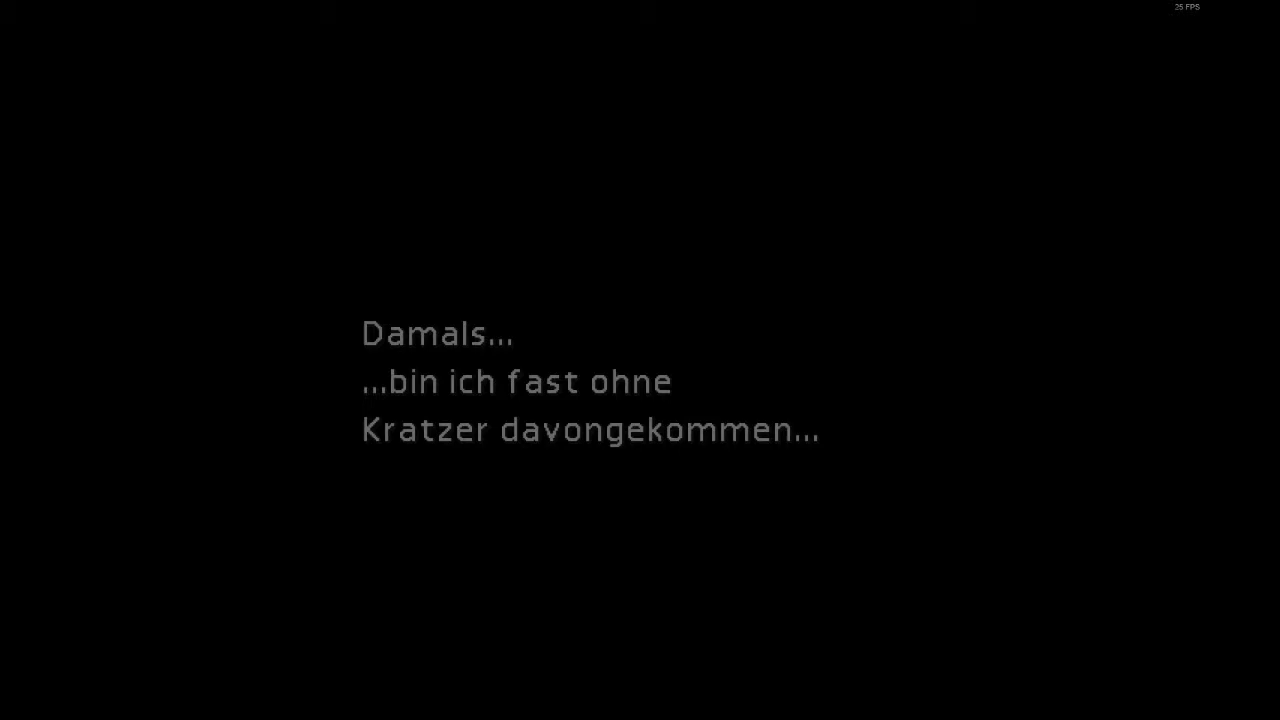 25 FPS
Damals...
...bin ich fast ohne
Kratzer davongekommen...